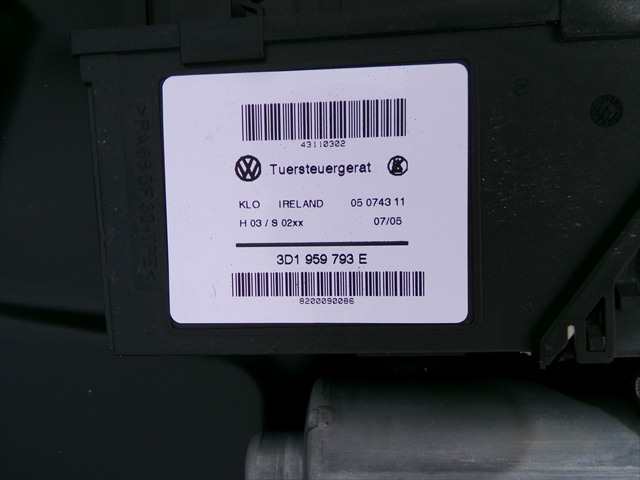 43110302
Tuersteuergerat
KLO IRELAND 05 0743 11
H 03 / S 02xx 07/05
3D1 959 793 E
8200090086